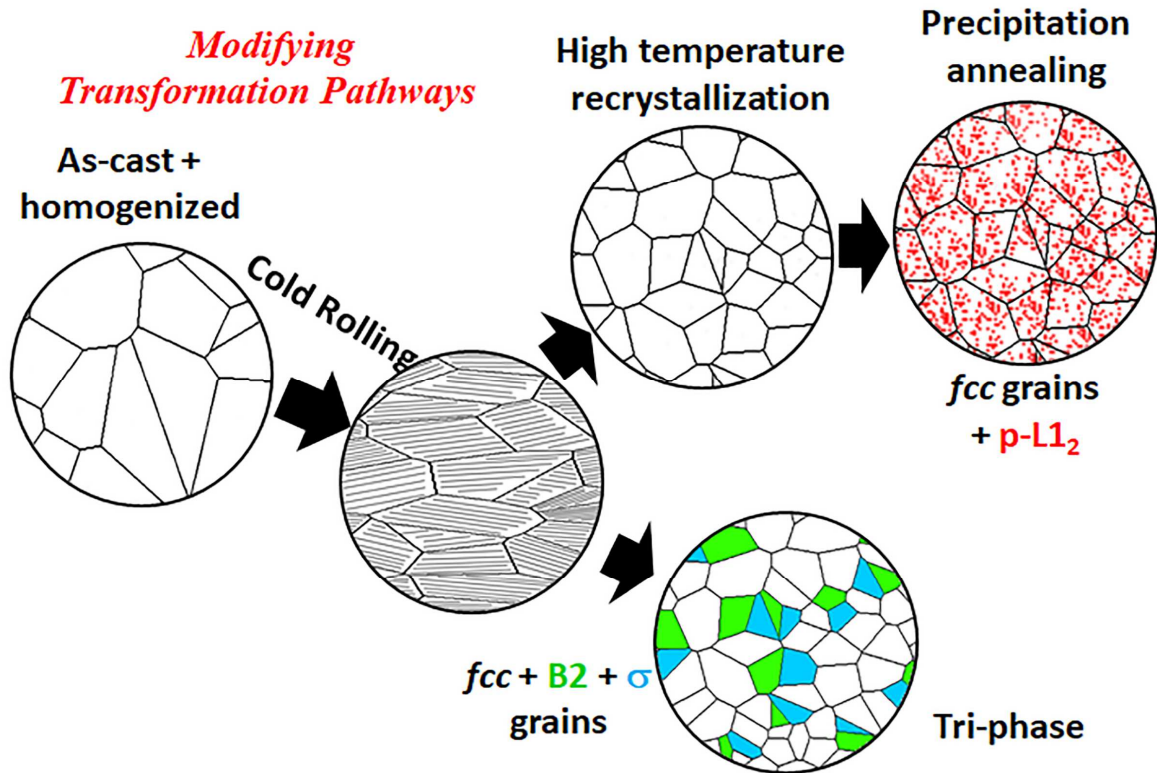 Modifying
Transformation Pathways
As-cast +
homogenized
Cold Rolling
High temperature
recrystallization
Precipitation
annealing
fcc grains
+ p-L1₂
fcc + B2 + σ
grains
Tri-phase